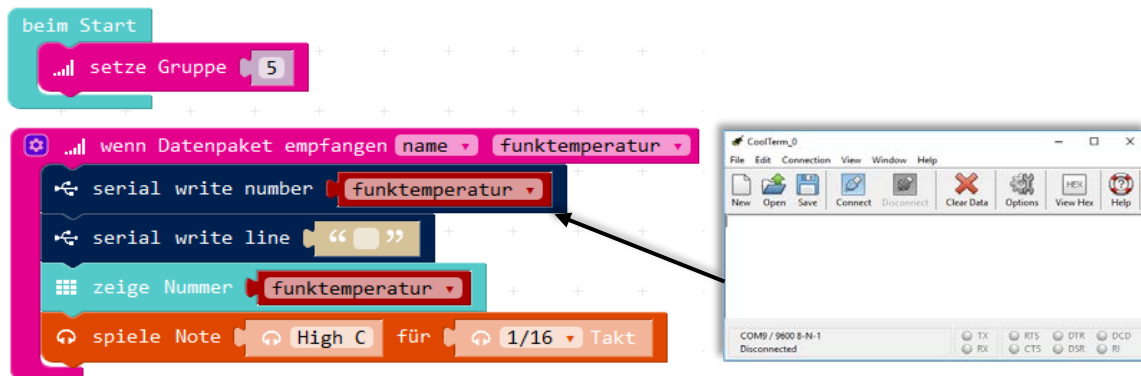 beim Start
setze Gruppe 5
wenn Datenpaket empfangen name funktemperatur
serial write number funktemperatur
serial write line “ ”
zeige Nummer funktemperatur
spiele Note High C für 1/16 Takt
CoolTerm_0
File Edit Connection View Window Help
New Open Save Connect Disconnect Clear Data Options HEX View Hex Help
COM9 / 9600 8-N-1
Disconnected
TX RTS DTR DCD
RX CTS DSR RI